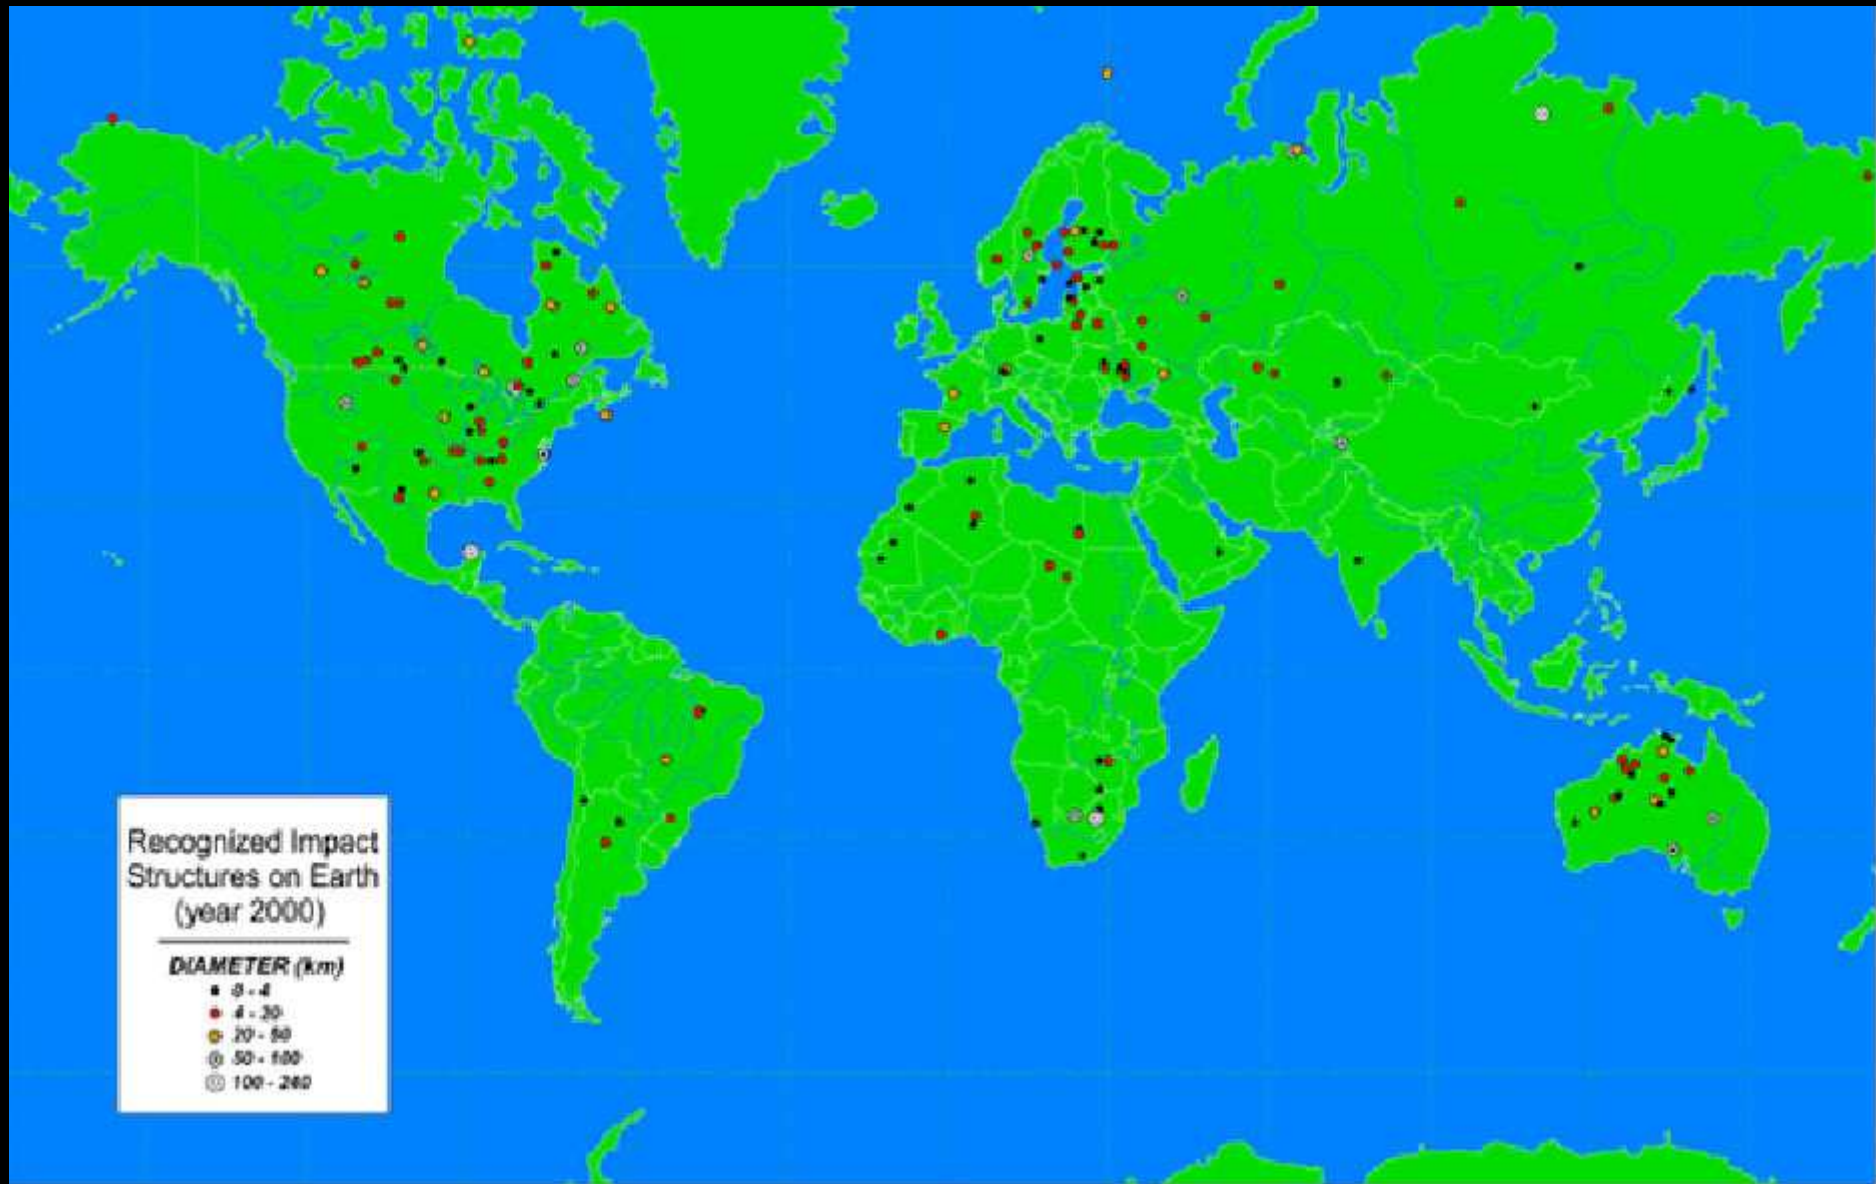 Recognized Impact
Structures on Earth
(year 2000)
DIAMETER (km)
0 - 4
4 - 20
20 - 50
50 - 100
100 - 260